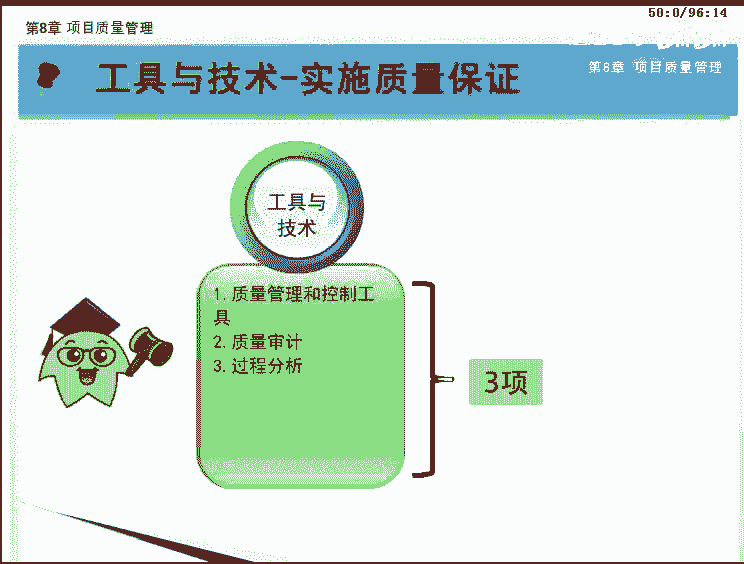 50:0/96:14
第8章 项目质量管理
工具与技术-实施质量保证
第8章 项目质量管理
工具与
技术
1.质量管理和控制工
具
2.质量审计
3.过程分析
3项